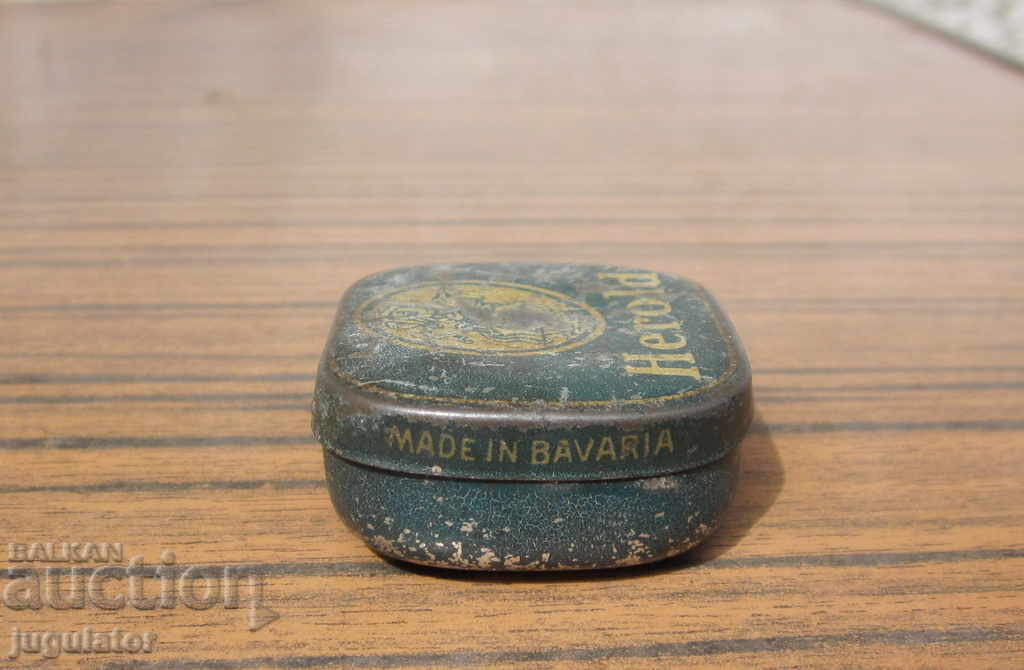 Herold
MADE IN BAVARIA
BALKAN
auction
jugulator